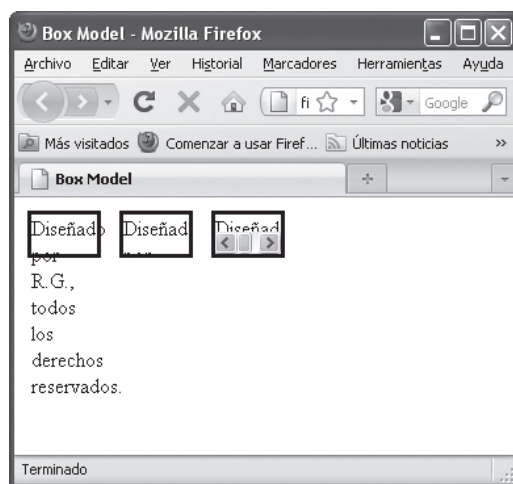 Box Model - Mozilla Firefox
Archivo Editar Ver Historial Marcadores Herramientas Ayuda
fi Google
Más visitados Comenzar a usar Firef... Últimas noticias »
Box Model
Diseñado Diseñad Diseñad
por
R.G.,
todos
los
derechos
reservados.
Terminado